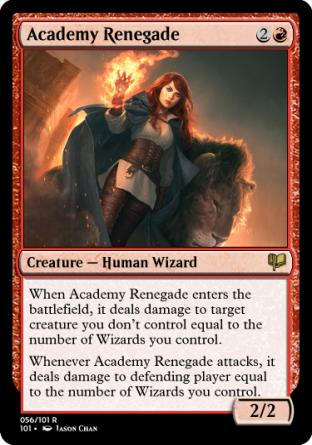 Academy Renegade 2
Creature — Human Wizard
When Academy Renegade enters the
battlefield, it deals damage to target
creature you don't control equal to the
number of Wizards you control.
Whenever Academy Renegade attacks, it
deals damage to defending player equal
to the number of Wizards you control.
2/2
056/101 R
101 • Jason Chan